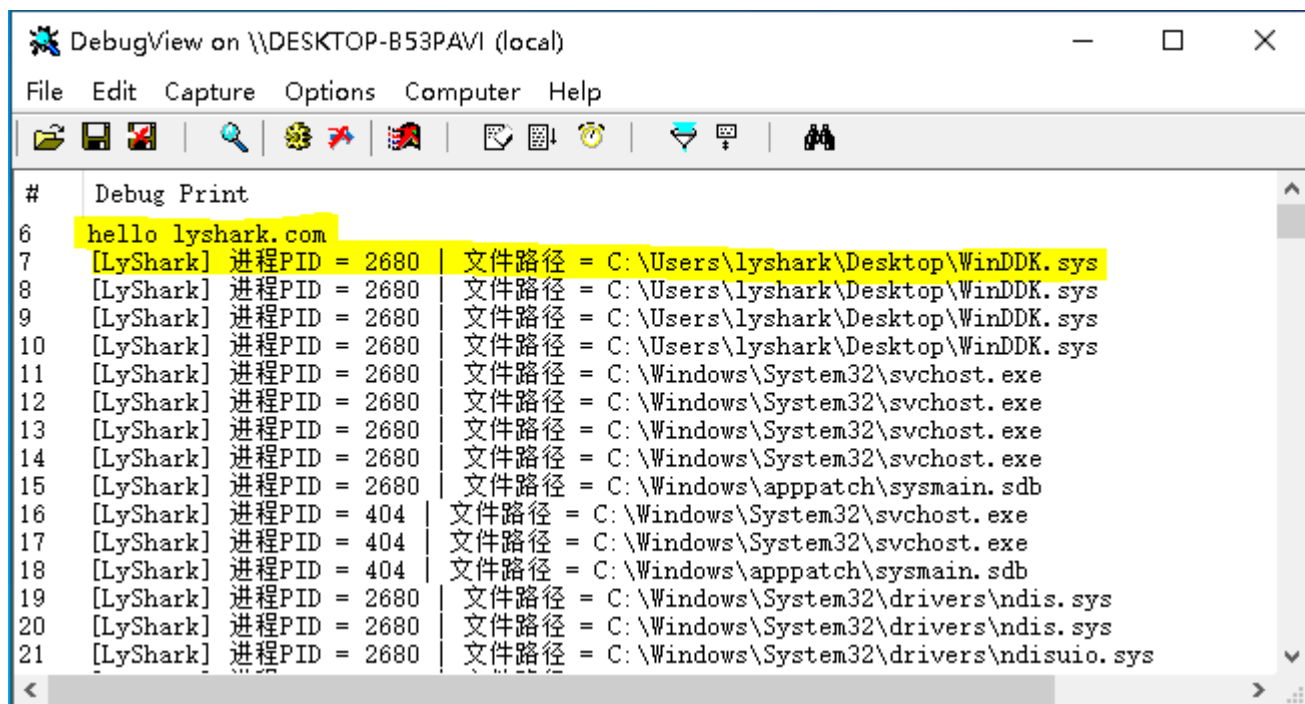 DebugView on \\DESKTOP-B53PAVI (local)
File Edit Capture Options Computer Help
# Debug Print
6 hello lyshark.com
7 [LyShark] 进程PID = 2680 | 文件路径 = C:\Users\lyshark\Desktop\WinDDK.sys
8 [LyShark] 进程PID = 2680 | 文件路径 = C:\Users\lyshark\Desktop\WinDDK.sys
9 [LyShark] 进程PID = 2680 | 文件路径 = C:\Users\lyshark\Desktop\WinDDK.sys
10 [LyShark] 进程PID = 2680 | 文件路径 = C:\Users\lyshark\Desktop\WinDDK.sys
11 [LyShark] 进程PID = 2680 | 文件路径 = C:\Windows\System32\svchost.exe
12 [LyShark] 进程PID = 2680 | 文件路径 = C:\Windows\System32\svchost.exe
13 [LyShark] 进程PID = 2680 | 文件路径 = C:\Windows\System32\svchost.exe
14 [LyShark] 进程PID = 2680 | 文件路径 = C:\Windows\System32\svchost.exe
15 [LyShark] 进程PID = 2680 | 文件路径 = C:\Windows\apppatch\sysmain.sdb
16 [LyShark] 进程PID = 404 | 文件路径 = C:\Windows\System32\svchost.exe
17 [LyShark] 进程PID = 404 | 文件路径 = C:\Windows\System32\svchost.exe
18 [LyShark] 进程PID = 404 | 文件路径 = C:\Windows\apppatch\sysmain.sdb
19 [LyShark] 进程PID = 2680 | 文件路径 = C:\Windows\System32\drivers\ndis.sys
20 [LyShark] 进程PID = 2680 | 文件路径 = C:\Windows\System32\drivers\ndis.sys
21 [LyShark] 进程PID = 2680 | 文件路径 = C:\Windows\System32\drivers\ndisuio.sys